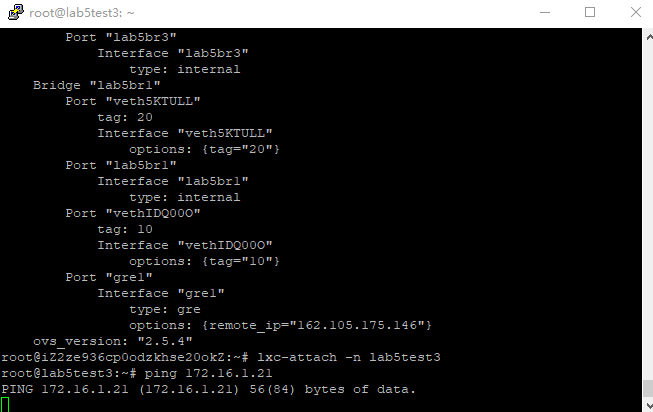 root@lab5test3: ~
Port "lab5br3"
Interface "lab5br3"
type: internal
Bridge "lab5br1"
Port "veth5KTULL"
tag: 20
Interface "veth5KTULL"
options: {tag="20"}
Port "lab5br1"
Interface "lab5br1"
type: internal
Port "vethIDQ00O"
tag: 10
Interface "vethIDQ00O"
options: {tag="10"}
Port "gre1"
Interface "gre1"
type: gre
options: {remote_ip="162.105.175.146"}
ovs_version: "2.5.4"
root@iZ2ze936cp0odzkhse20okZ:~# lxc-attach -n lab5test3
root@lab5test3:~# ping 172.16.1.21
PING 172.16.1.21 (172.16.1.21) 56(84) bytes of data.